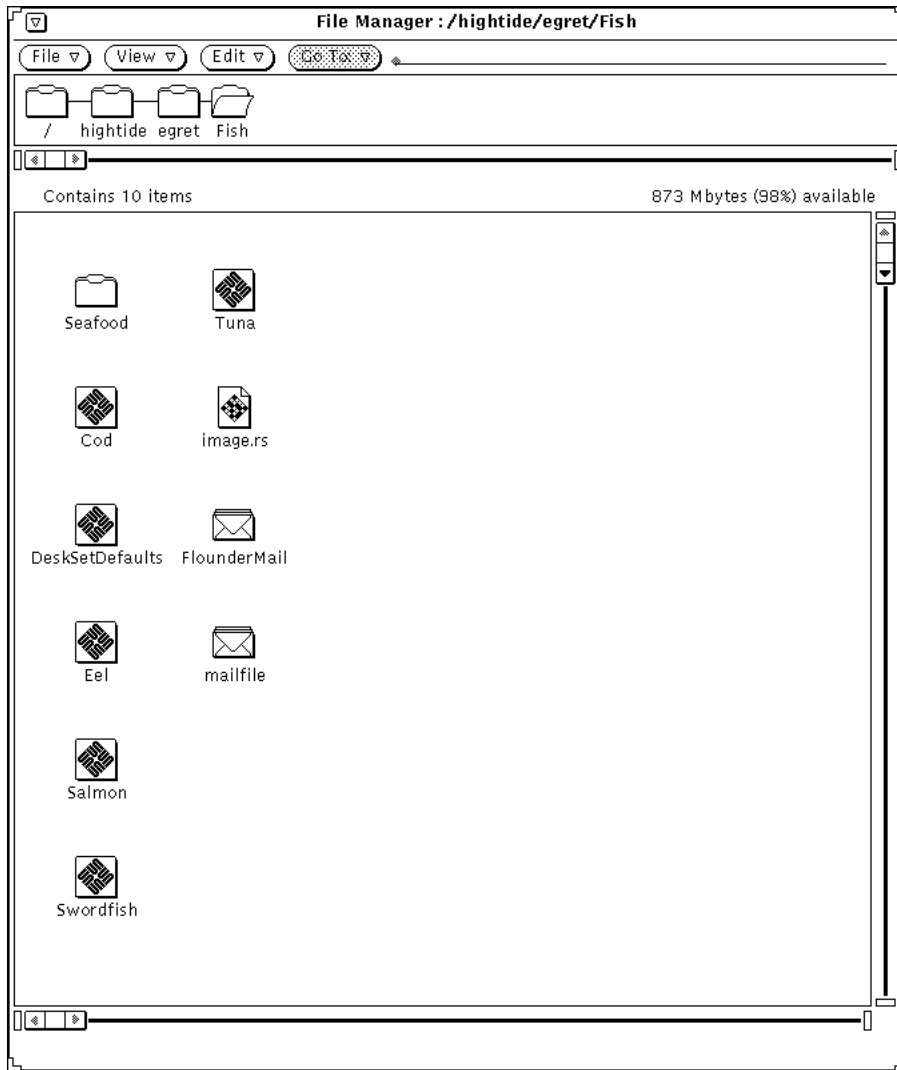 File Manager : /hightide/egret/Fish
File View Edit Go To:
/ hightide egret Fish
Contains 10 items 873 Mbytes (98%) available
Seafood Tuna
Cod image.rs
DeskSetDefaults FlounderMail
Eel mailfile
Salmon
Swordfish